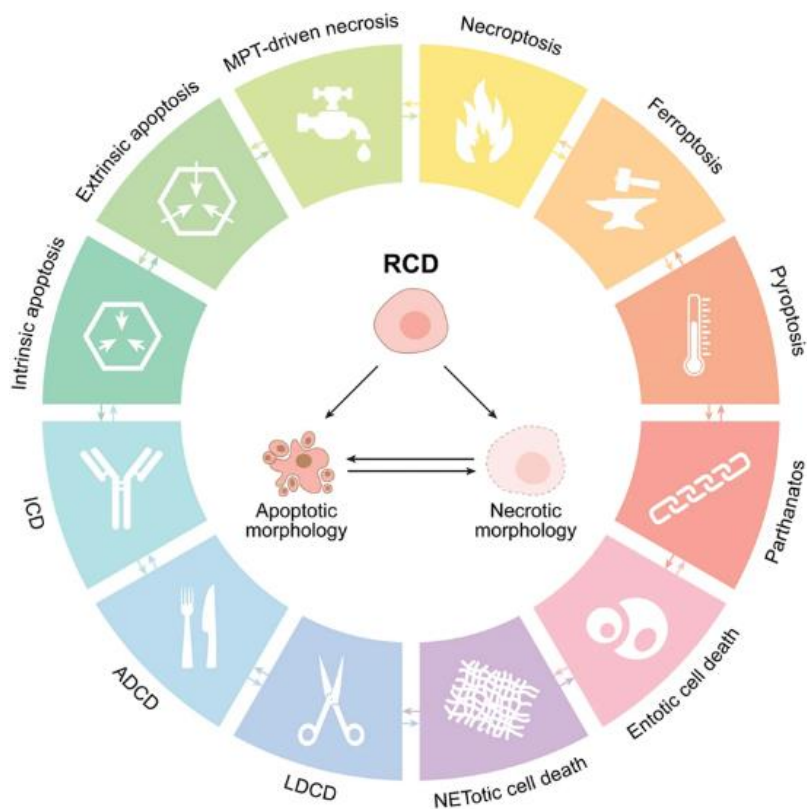 MPT-driven necrosis
Necroptosis
Ferroptosis
Pyroptosis
Parthanatos
Entotic cell death
NETotic cell death
LDCD
ADCD
ICD
Intrinsic apoptosis
Extrinsic apoptosis
RCD
Apoptotic
morphology
Necrotic
morphology